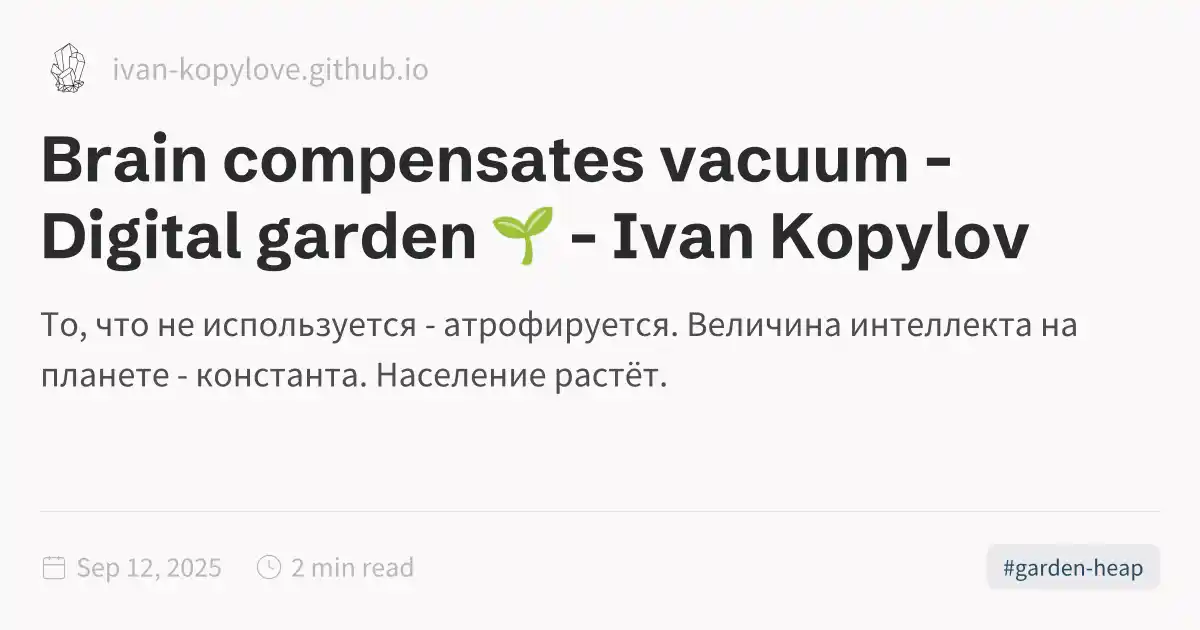 ivan-kopylove.github.io
Brain compensates vacuum -
Digital garden 🌱 - Ivan Kopylov
То, что не используется - атрофируется. Величина интеллекта на
планете - константа. Население растёт.
Sep 12, 2025
2 min read
#garden-heap